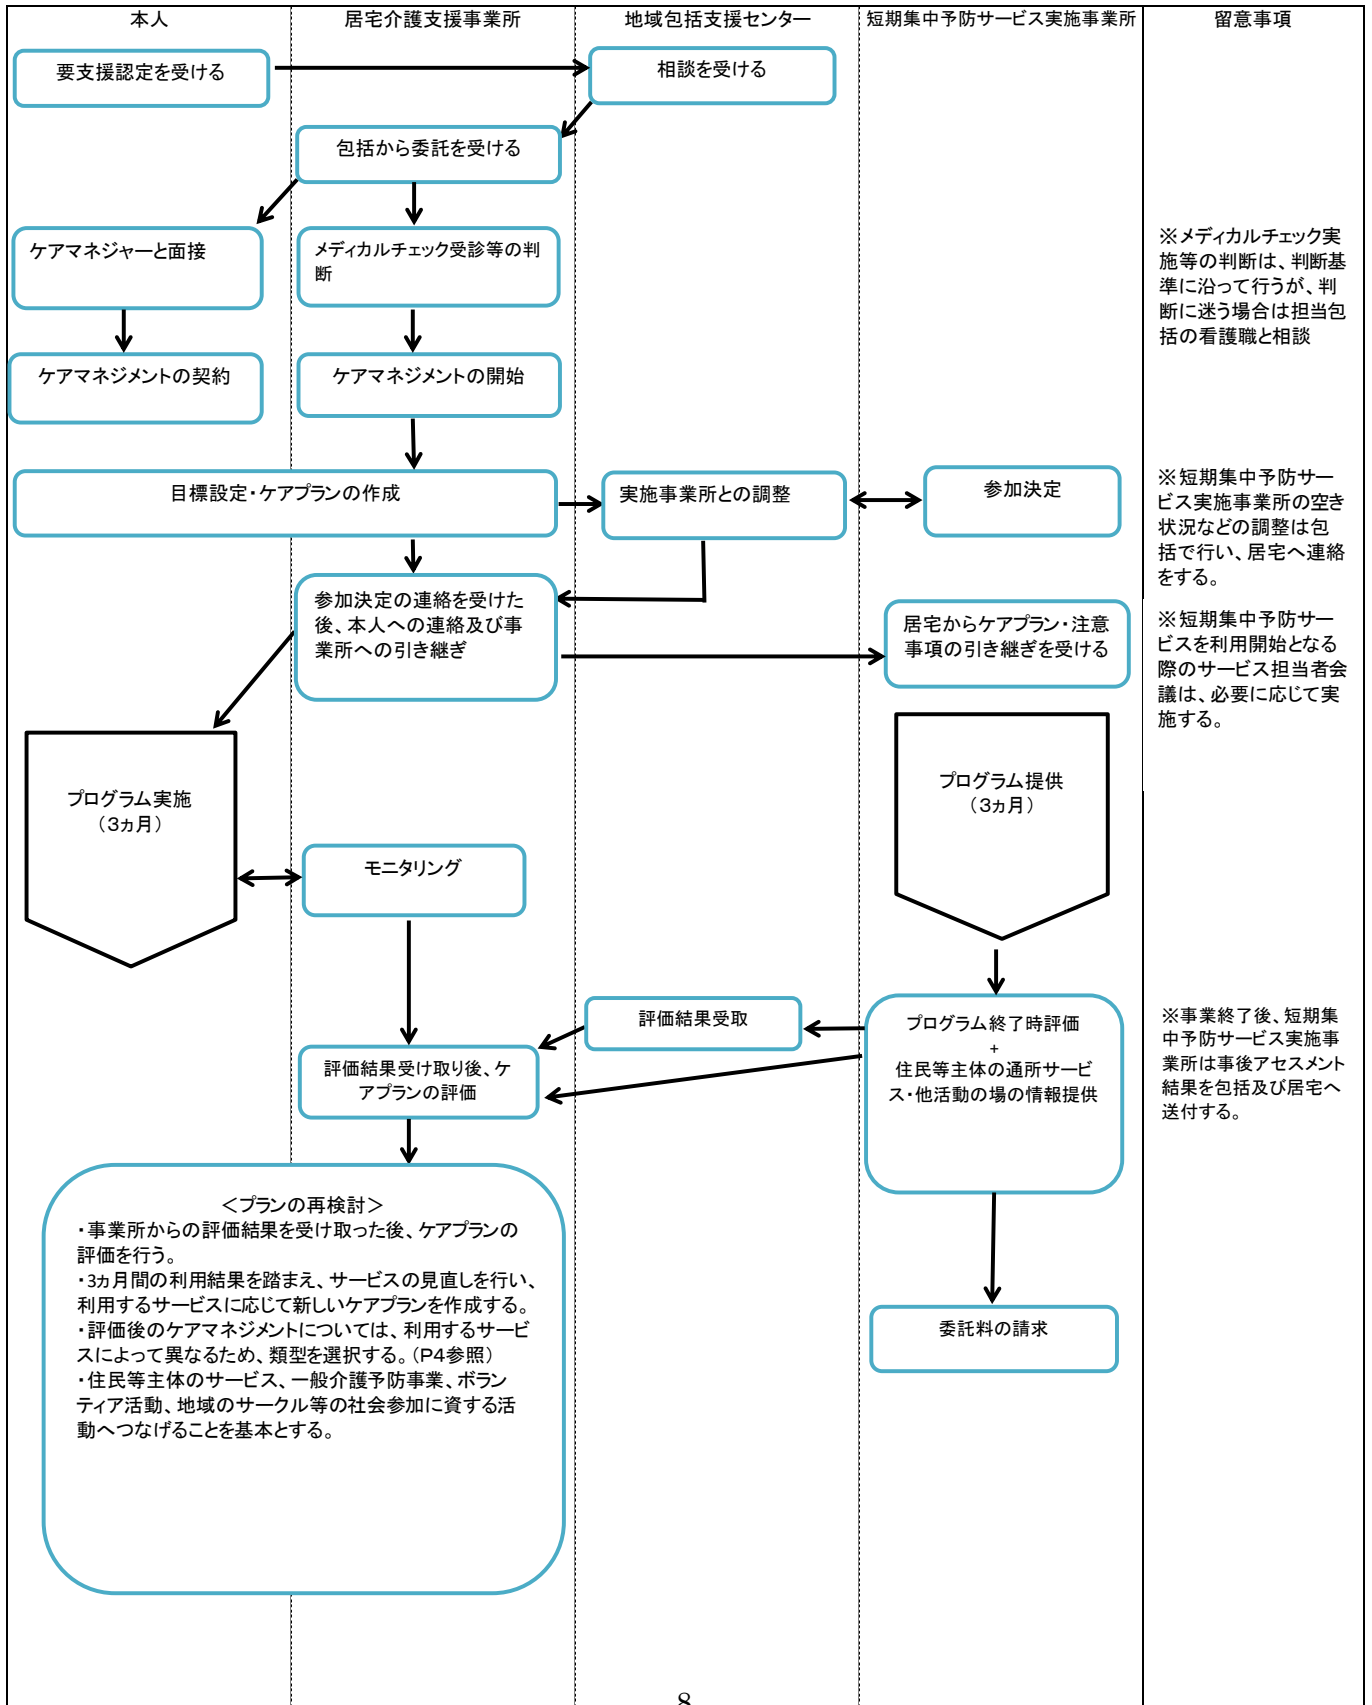 本人
居宅介護支援事業所
地域包括支援センター
短期集中予防サービス実施事業所
留意事項
要支援認定を受ける
相談を受ける
包括から委託を受ける
ケアマネジャーと面接
メディカルチェック受診等の判
断
※メディカルチェック実
施等の判断は、判断基
準に沿って行うが、判
断に迷う場合は担当包
括の看護職と相談
ケアマネジメントの契約
ケアマネジメントの開始
目標設定・ケアプランの作成
実施事業所との調整
参加決定
※短期集中予防サー
ビス実施事業所の空き
状況などの調整は包
括で行い、居宅へ連絡
をする。
参加決定の連絡を受けた
後、本人への連絡及び事
業所への引き継ぎ
居宅からケアプラン・注意
事項の引き継ぎを受ける
※短期集中予防サー
ビスを利用開始となる
際のサービス担当者会
議は、必要に応じて実
施する。
プログラム実施
（3ヵ月）
プログラム提供
（3ヵ月）
モニタリング
評価結果受取
プログラム終了時評価
+
住民等主体の通所サービ
ス・他活動の場の情報提供
※事業終了後、短期集
中予防サービス実施事
業所は事後アセスメント
結果を包括及び居宅へ
送付する。
評価結果受け取り後、ケ
アプランの評価
＜プランの再検討＞
・事業所からの評価結果を受け取った後、ケアプランの
評価を行う。
・3ヵ月間の利用結果を踏まえ、サービスの見直しを行い、
利用するサービスに応じて新しいケアプランを作成する。
・評価後のケアマネジメントについては、利用するサービ
スによって異なるため、類型を選択する。（P4参照）
・住民等主体のサービス、一般介護予防事業、ボラン
ティア活動、地域のサークル等の社会参加に資する活
動へつなげることを基本とする。
委託料の請求
8